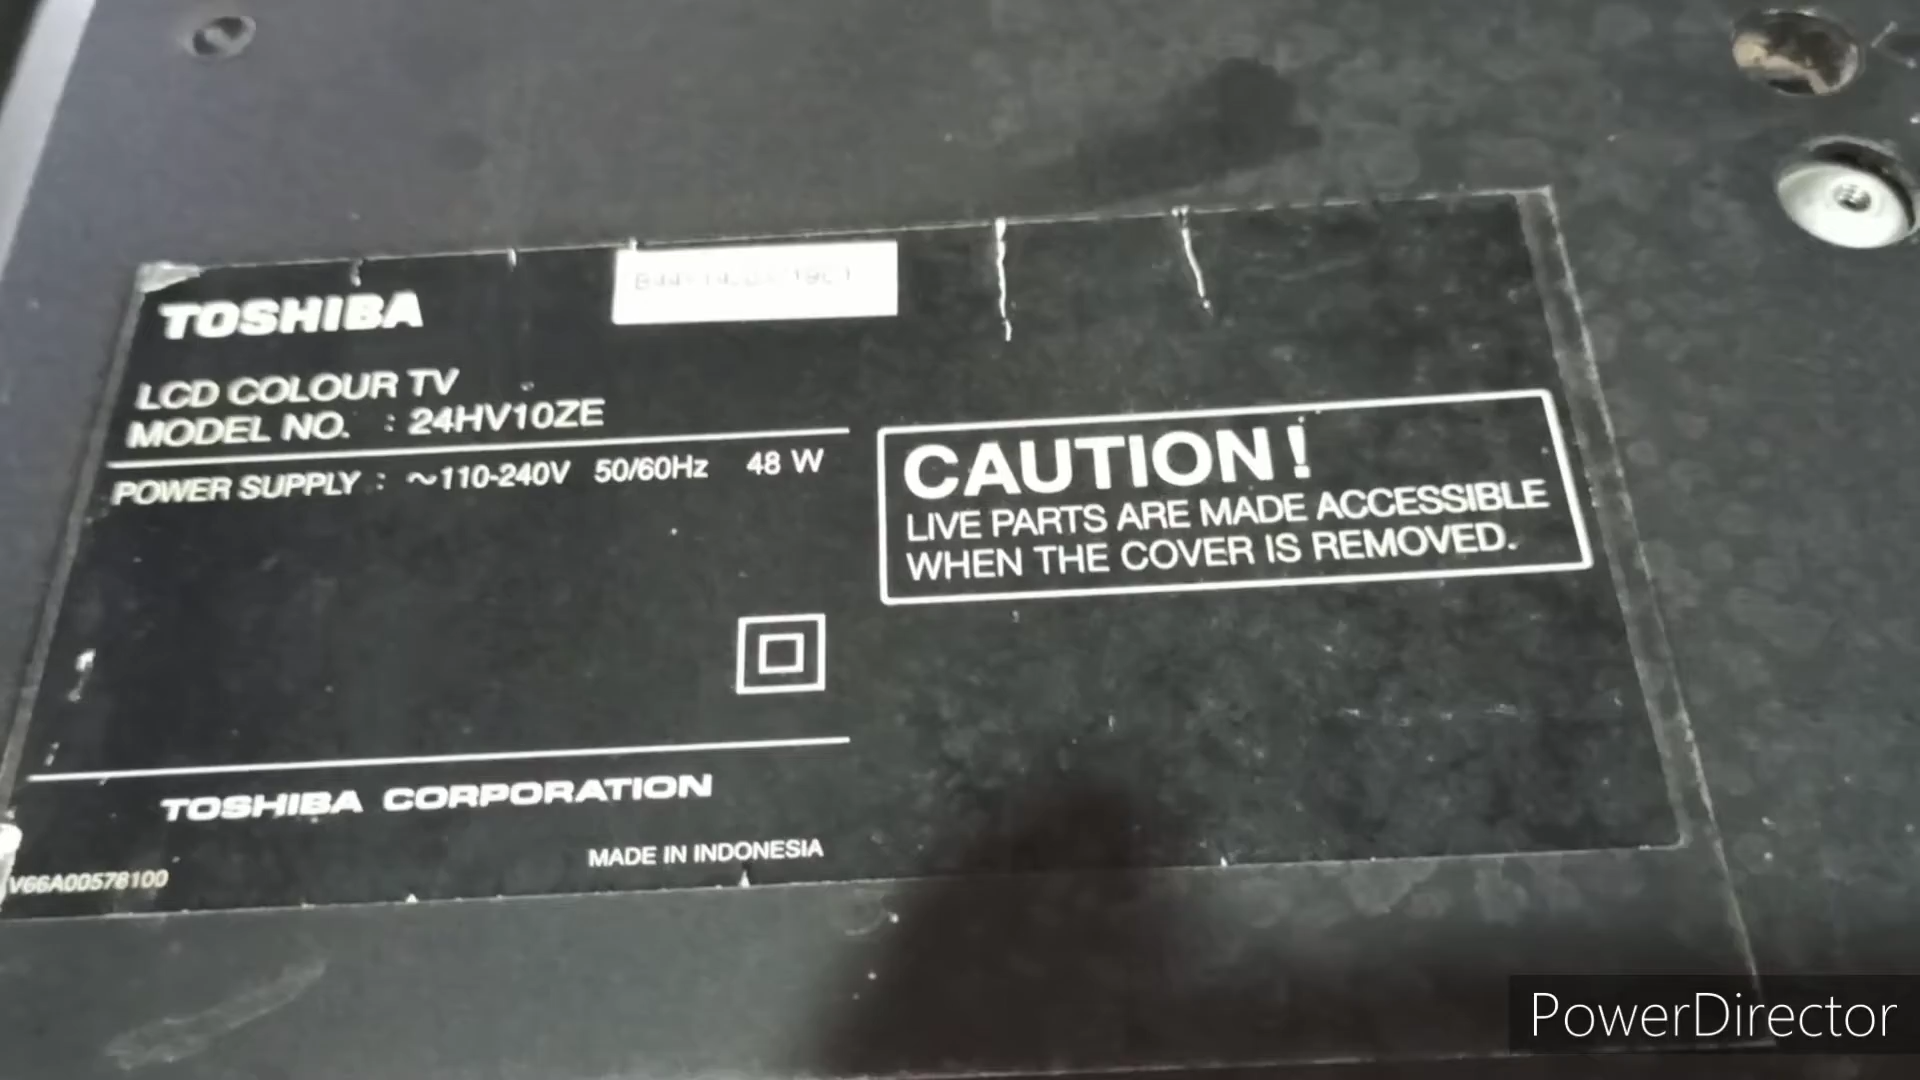 TOSHIBA
LCD COLOUR TV
MODEL NO. : 24HV10ZE
POWER SUPPLY : ~110-240V 50/60Hz 48 W
CAUTION!
LIVE PARTS ARE MADE ACCESSIBLE
WHEN THE COVER IS REMOVED.
TOSHIBA CORPORATION
MADE IN INDONESIA
V66A00578100
PowerDirector